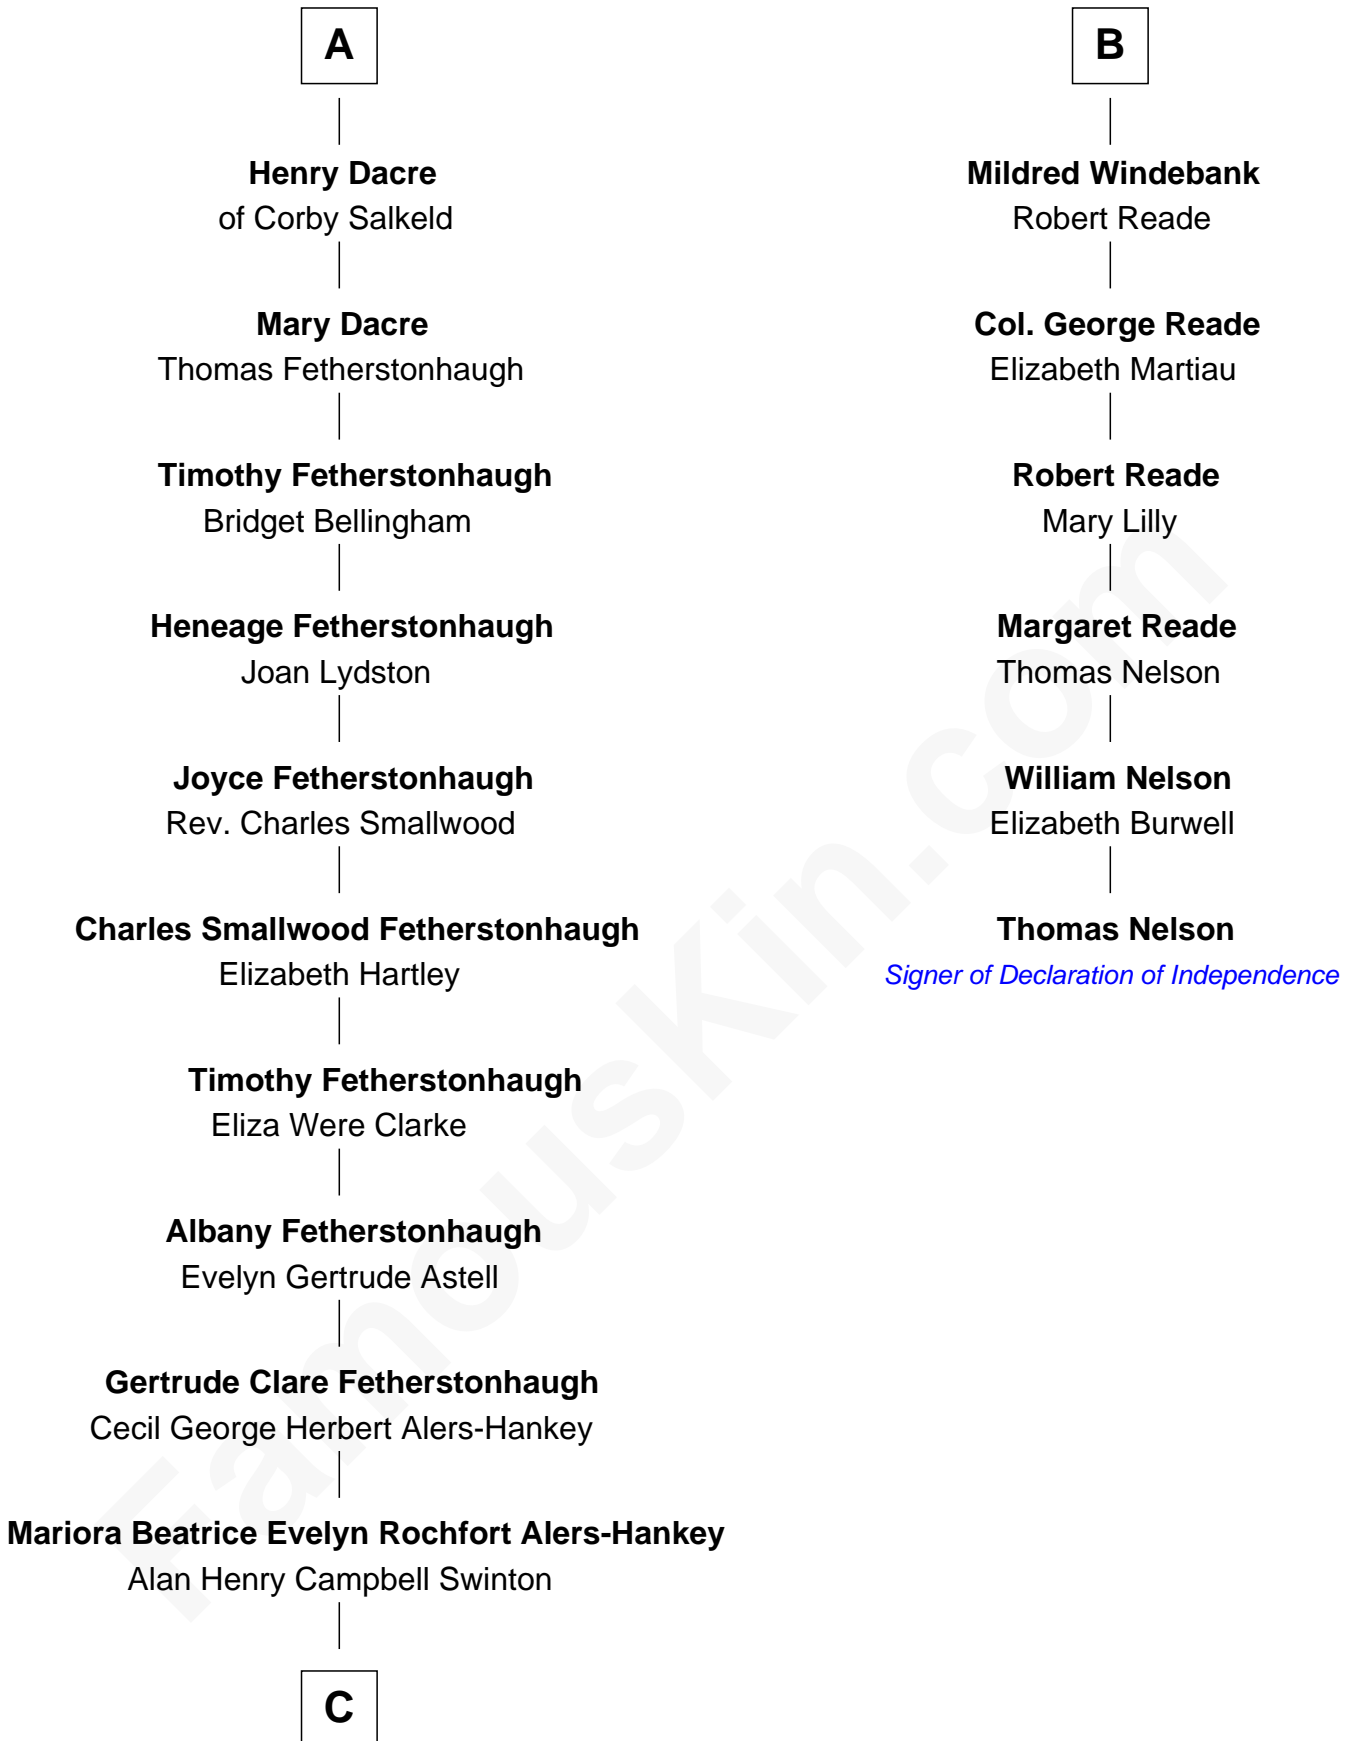 A
Henry Dacre
of Corby Salkeld
Mary Dacre
Thomas Fetherstonhaugh
Timothy Fetherstonhaugh
Bridget Bellingham
Heneage Fetherstonhaugh
Joan Lydston
Joyce Fetherstonhaugh
Rev. Charles Smallwood
Charles Smallwood Fetherstonhaugh
Elizabeth Hartley
Timothy Fetherstonhaugh
Eliza Were Clarke
Albany Fetherstonhaugh
Evelyn Gertrude Astell
Gertrude Clare Fetherstonhaugh
Cecil George Herbert Alers-Hankey
Mariora Beatrice Evelyn Rochfort Alers-Hankey
Alan Henry Campbell Swinton
C
B
Mildred Windebank
Robert Reade
Col. George Reade
Elizabeth Martiau
Robert Reade
Mary Lilly
Margaret Reade
Thomas Nelson
William Nelson
Elizabeth Burwell
Thomas Nelson
Signer of Declaration of Independence
FamousKin.com